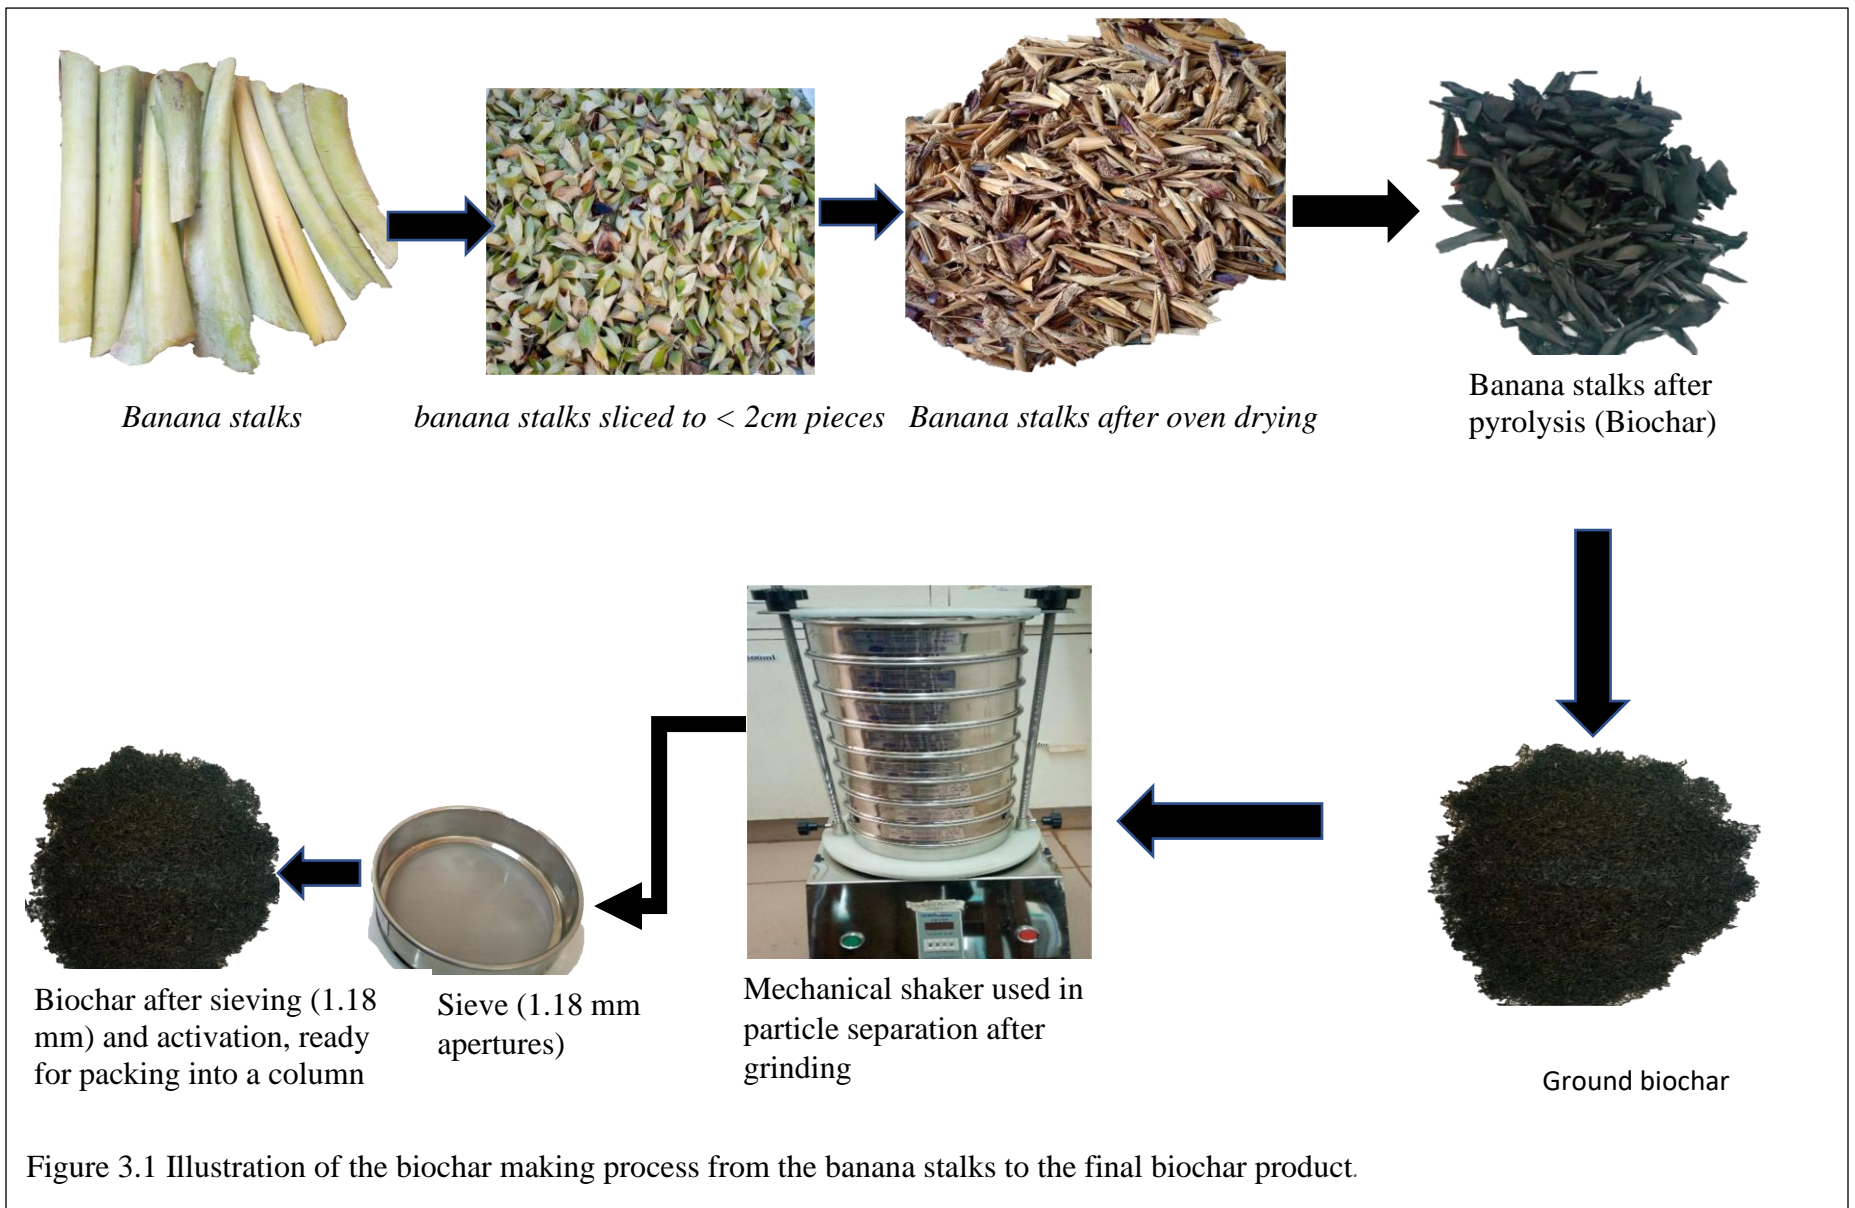 Banana stalks
banana stalks sliced to < 2cm pieces
Banana stalks after oven drying
Banana stalks after
pyrolysis (Biochar)
Biochar after sieving (1.18
mm) and activation, ready
for packing into a column
Sieve (1.18 mm
apertures)
Mechanical shaker used in
particle separation after
grinding
Ground biochar
Figure 3.1 Illustration of the biochar making process from the banana stalks to the final biochar product.